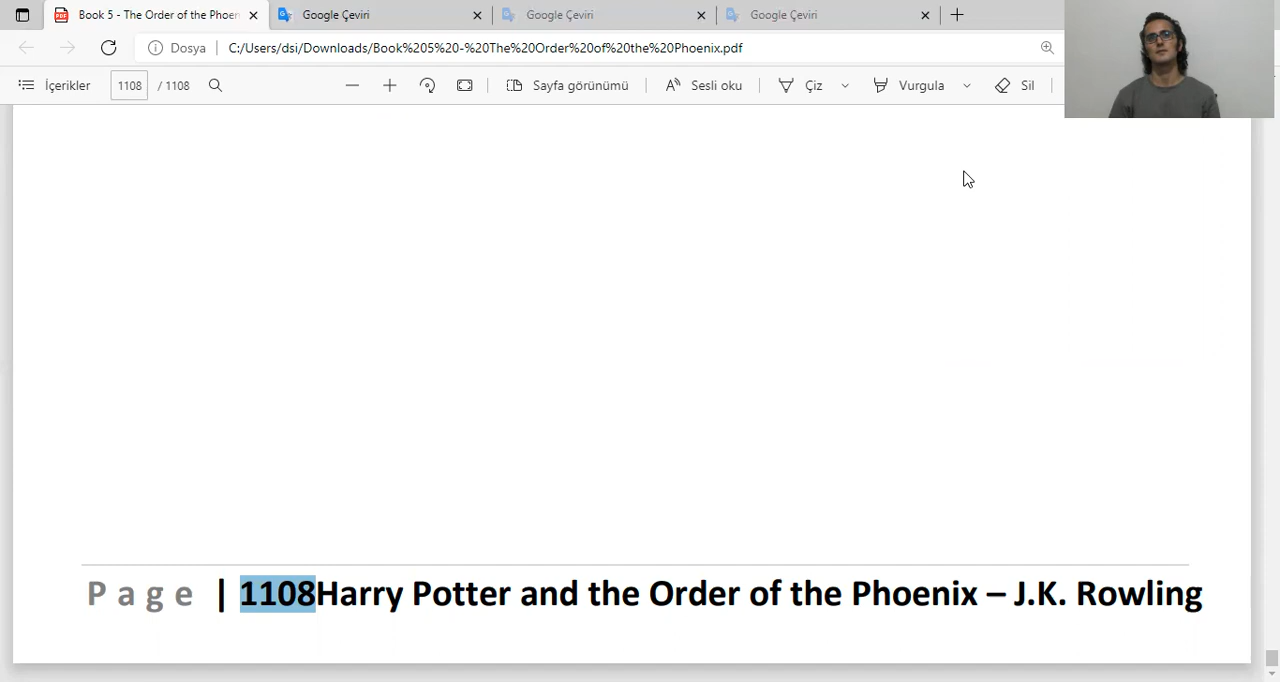 Book 5 - The Order of the Phoen
Google Çeviri
Google Çeviri
Google Çeviri
Dosya
C:/Users/dsi/Downloads/Book%205%20-%20The%20Order%20of%20the%20Phoenix.pdf
İçerikler
1108
/ 1108
Sayfa görünümü
Sesli oku
Çiz
Vurgula
Sil
Page | 1108Harry Potter and the Order of the Phoenix – J.K. Rowling